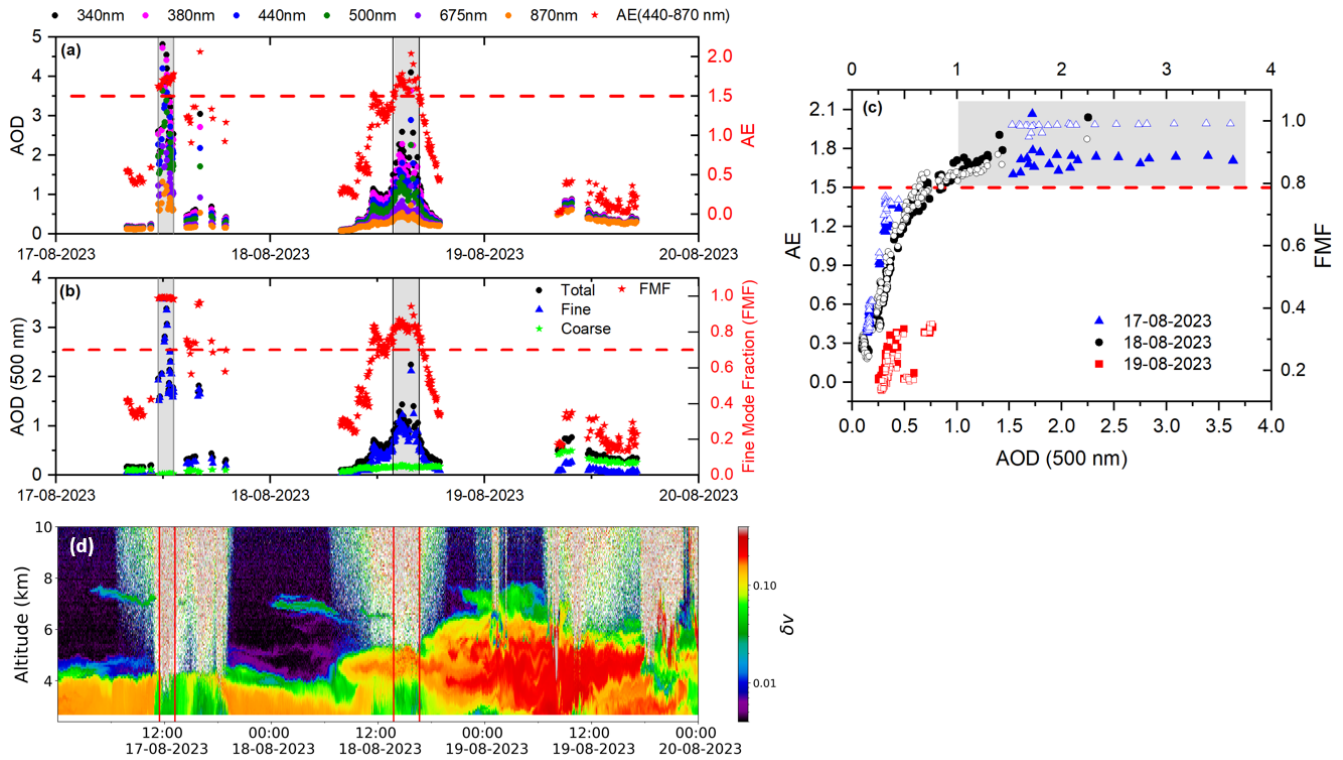 340nm 380nm 440nm 500nm 675nm 870nm AE(440-870 nm)
(a)
5
4
3
2
1
0
AOD
2.0
1.5
1.0
0.5
0.0
AE
17-08-2023 18-08-2023 19-08-2023 20-08-2023
(b)
Total FMF
Fine
Coarse
4
3
2
1
0
AOD (500 nm)
1.0
0.8
0.6
0.4
0.2
0.0
Fine Mode Fraction (FMF)
17-08-2023 18-08-2023 19-08-2023 20-08-2023
0 1 2 3 4
(c)
2.1
1.8
1.5
1.2
0.9
0.6
0.3
0.0
AE
1.0
0.8
0.6
0.4
0.2
FMF
17-08-2023
18-08-2023
19-08-2023
0.0 0.5 1.0 1.5 2.0 2.5 3.0 3.5 4.0
AOD (500 nm)
(d)
10
8
6
4
Altitude (km)
0.10
0.01
δv
12:00 00:00 12:00 00:00 12:00 00:00
17-08-2023 18-08-2023 18-08-2023 19-08-2023 19-08-2023 20-08-2023